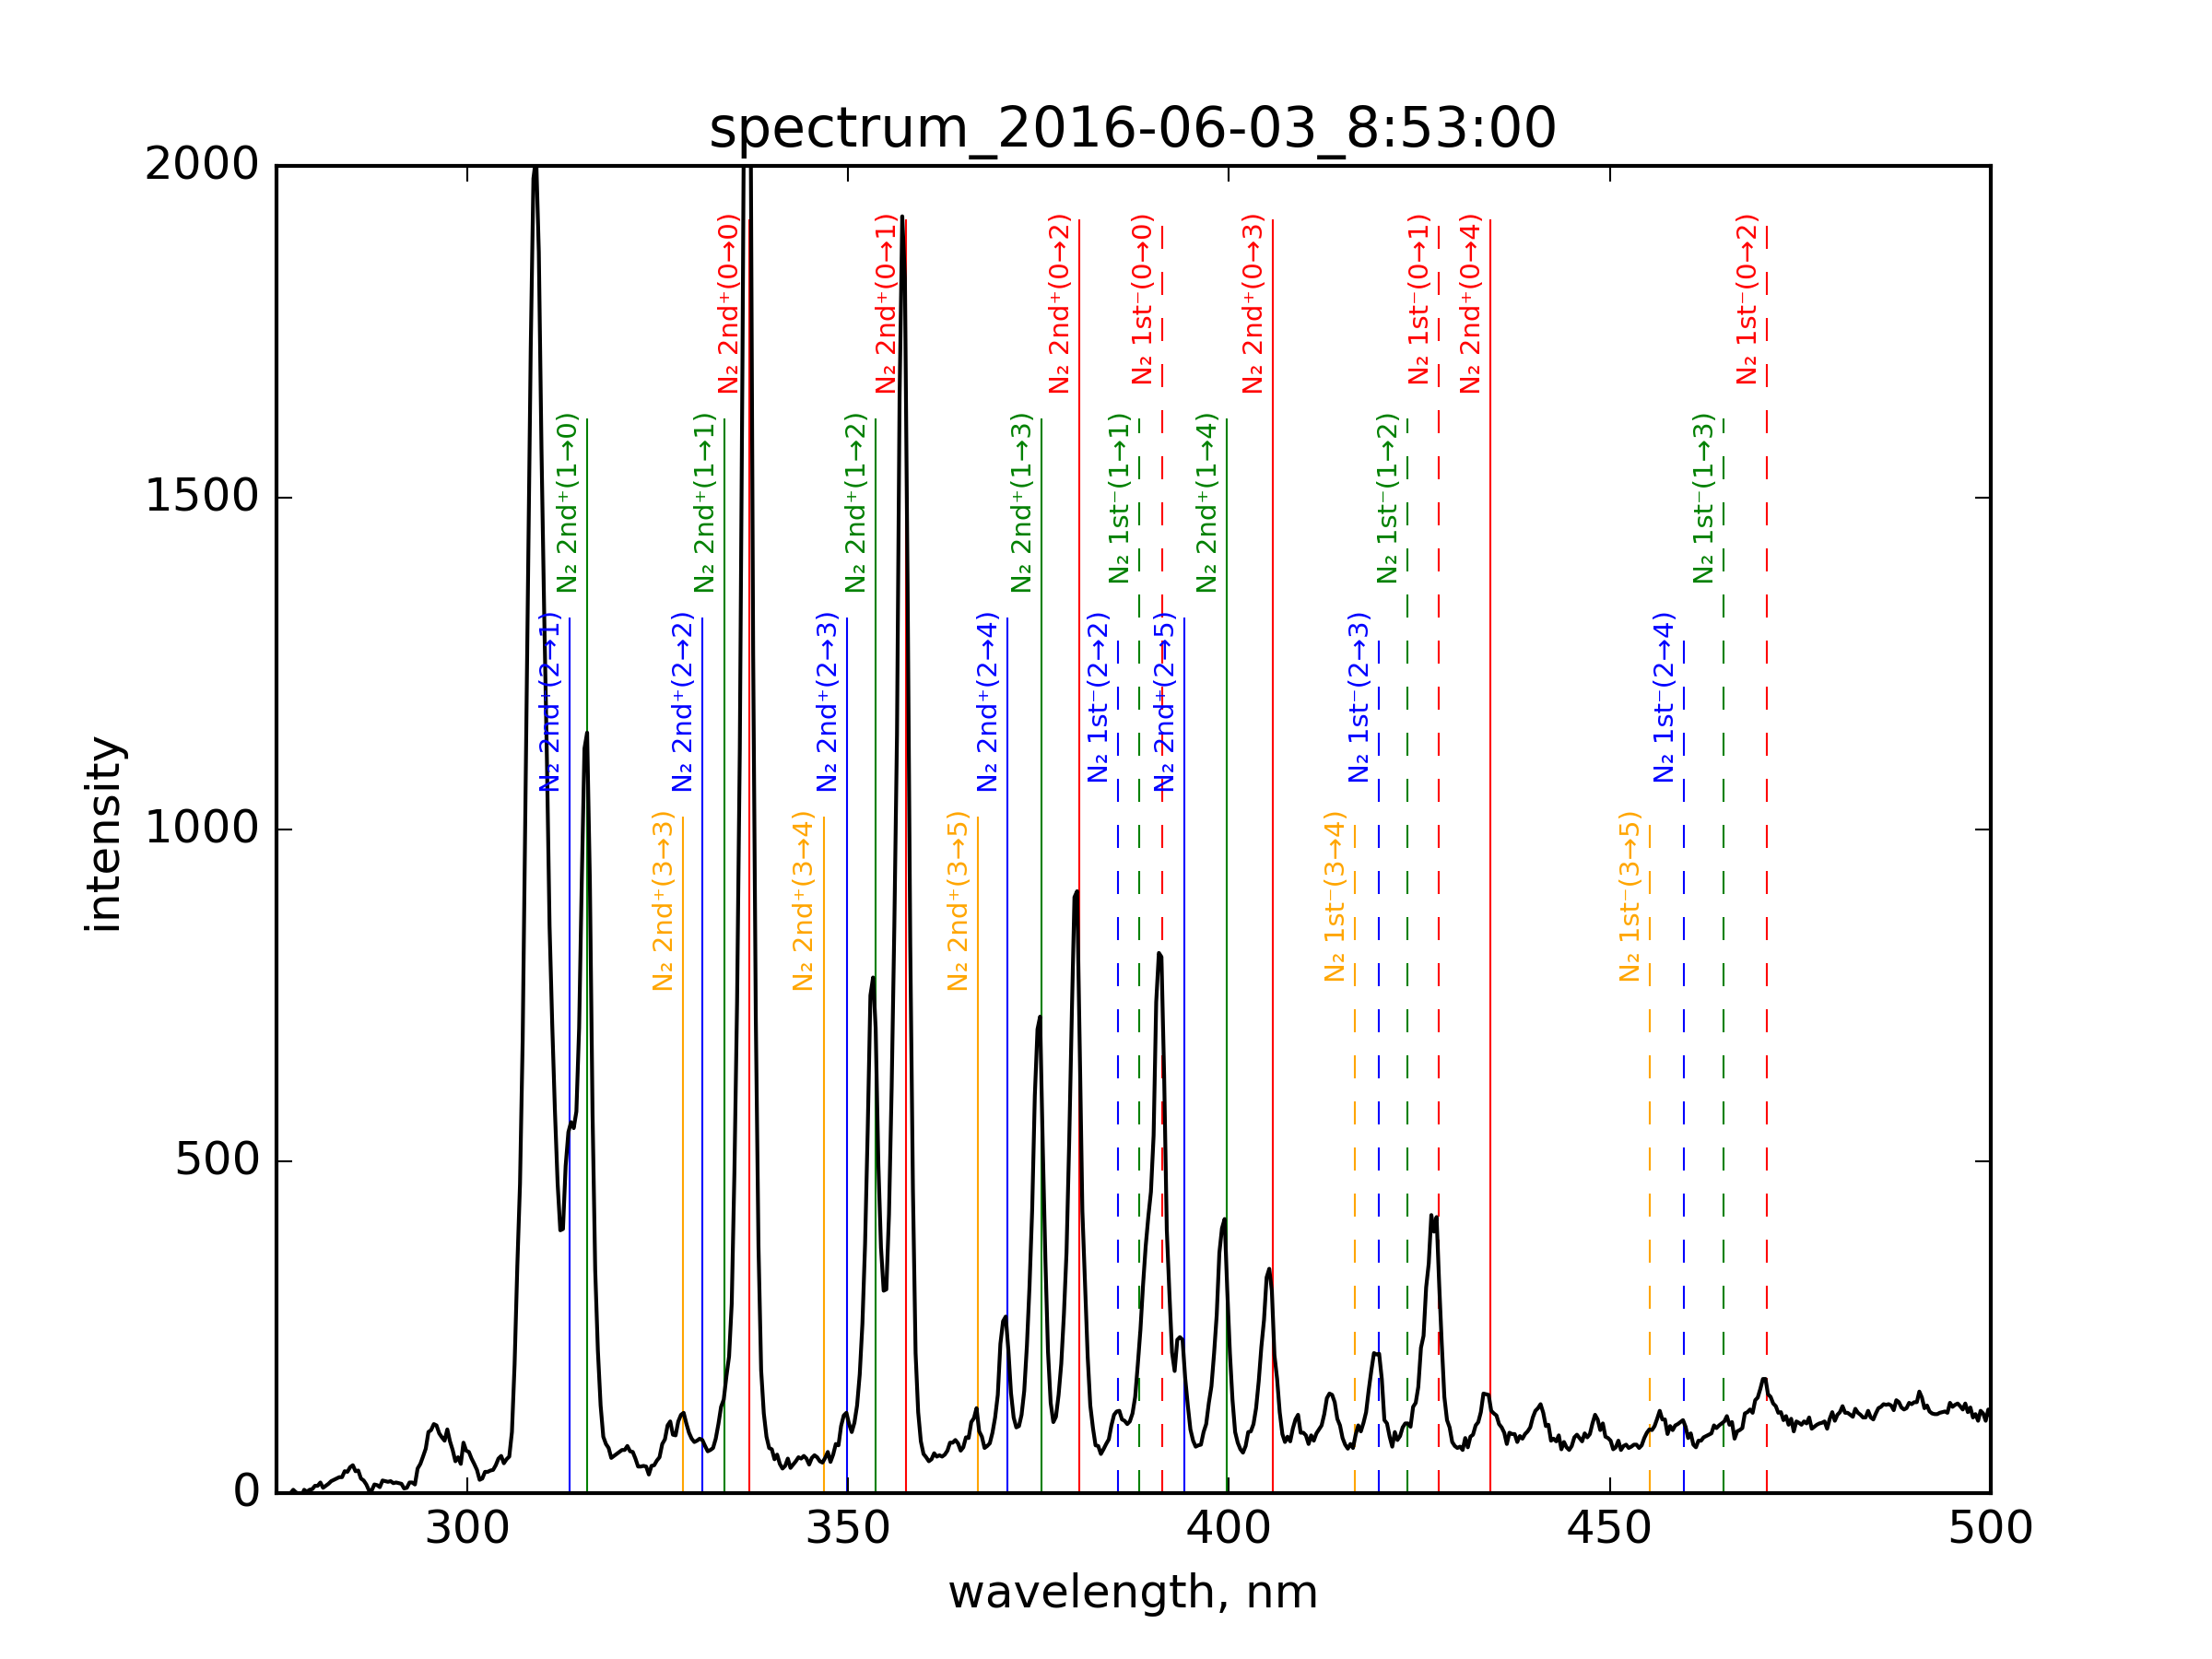 spectrum_2016-06-03_8:53:00
intensity
2000
1500
1000
500
0
N₂ 2nd⁺(0→0)
N₂ 2nd⁺(0→1)
N₂ 2nd⁺(0→2)
N₂ 1st⁻(0→0)
N₂ 2nd⁺(0→3)
N₂ 1st⁻(0→1)
N₂ 2nd⁺(0→4)
N₂ 1st⁻(0→2)
N₂ 2nd⁺(1→0)
N₂ 2nd⁺(1→1)
N₂ 2nd⁺(1→2)
N₂ 2nd⁺(1→3)
N₂ 1st⁻(1→1)
N₂ 2nd⁺(1→4)
N₂ 1st⁻(1→2)
N₂ 1st⁻(1→3)
N₂ 2nd⁺(2→1)
N₂ 2nd⁺(2→2)
N₂ 2nd⁺(2→3)
N₂ 2nd⁺(2→4)
N₂ 1st⁻(2→2)
N₂ 2nd⁺(2→5)
N₂ 1st⁻(2→3)
N₂ 1st⁻(2→4)
N₂ 2nd⁺(3→3)
N₂ 2nd⁺(3→4)
N₂ 2nd⁺(3→5)
N₂ 1st⁻(3→4)
N₂ 1st⁻(3→5)
300 350 400 450 500
wavelength, nm